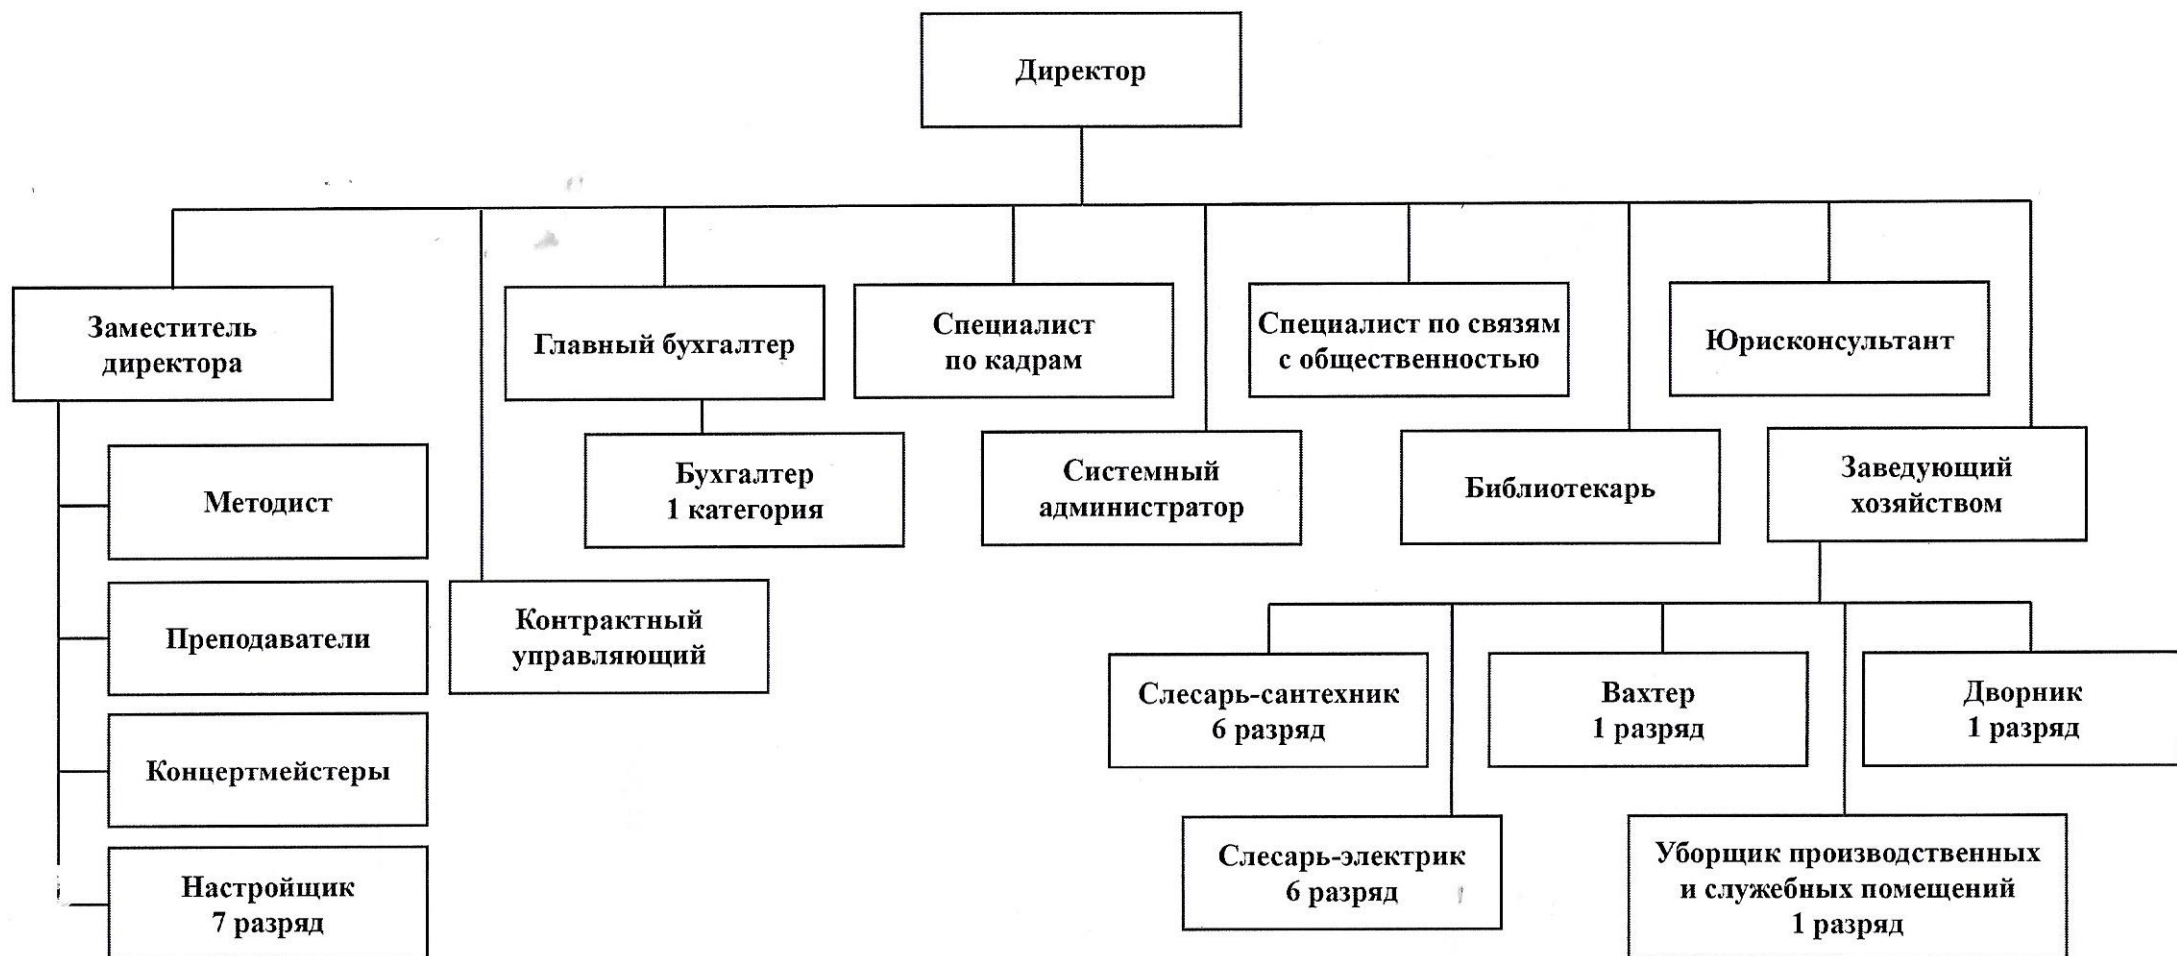 Директор
Заместитель
директора
Главный бухгалтер
Специалист
по кадрам
Специалист по связям
с общественностью
Юрисконсультант
Методист
Бухгалтер
1 категория
Системный
администратор
Библиотекарь
Заведующий
хозяйством
Преподаватели
Контрактный
управляющий
Слесарь-сантехник
6 разряд
Вахтер
1 разряд
Дворник
1 разряд
Концертмейстеры
Слесарь-электрик
6 разряд
Уборщик производственных
и служебных помещений
1 разряд
Настройщик
7 разряд